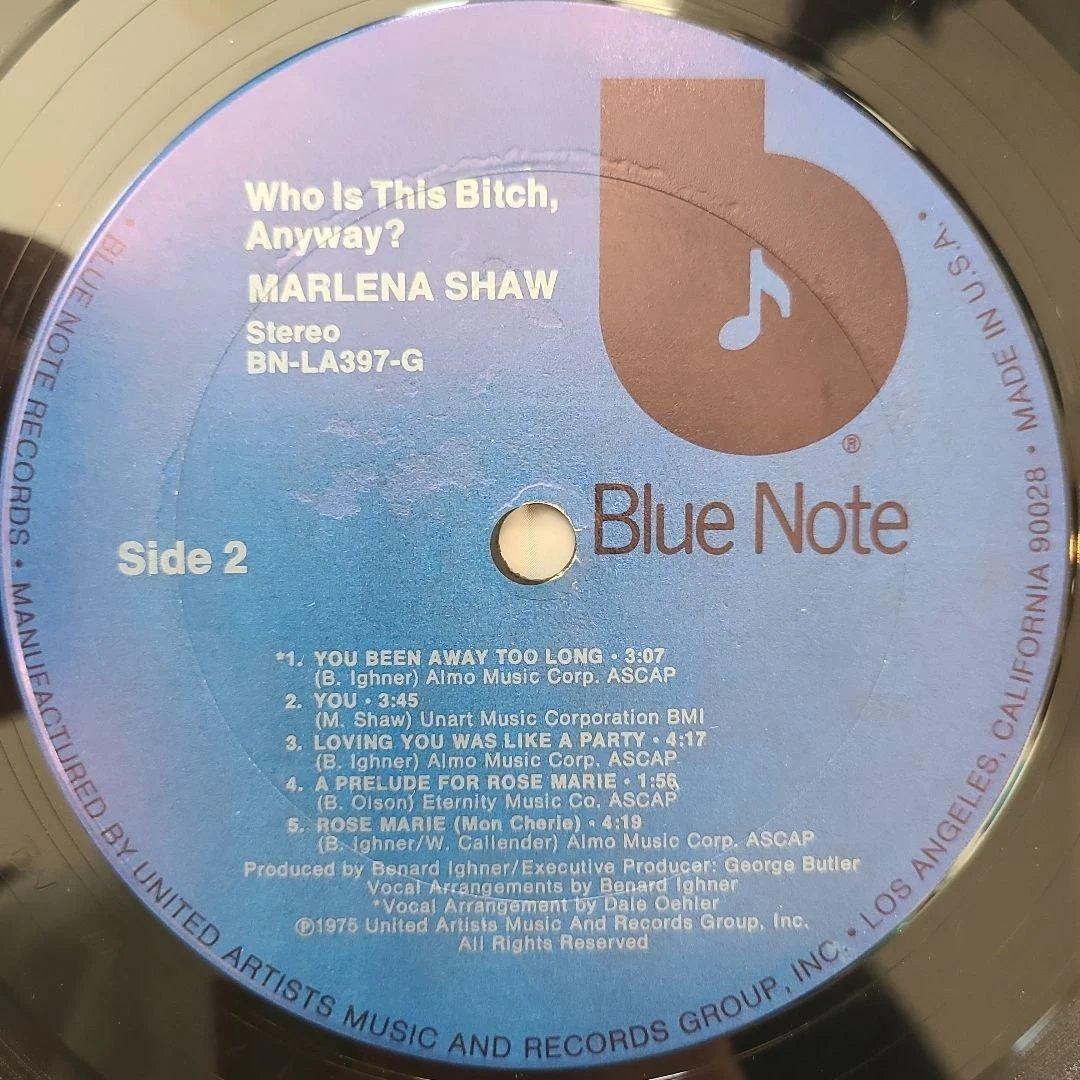 Who Is This Bitch,
Anyway?
MARLENA SHAW
Stereo
BN-LA397-G
®
Blue Note
Side 2
*1. YOU BEEN AWAY TOO LONG • 3:07
(B. Ighner) Almo Music Corp. ASCAP
2. YOU • 3:45
(M. Shaw) Unart Music Corporation BMI
3. LOVING YOU WAS LIKE A PARTY • 4:17
(B. Ighner) Almo Music Corp. ASCAP
4. A PRELUDE FOR ROSE MARIE • 1:56
(B. Olson) Eternity Music Co. ASCAP
5. ROSE MARIE (Mon Cherie) • 4:19
(B. Ighner/W. Callender) Almo Music Corp. ASCAP
Produced by Benard Ighner/Executive Producer: George Butler
Vocal Arrangements by Benard Ighner
*Vocal Arrangement by Dale Oehler
℗1975 United Artists Music And Records Group, Inc.
All Rights Reserved
• BLUE NOTE RECORDS • MANUFACTURED BY UNITED ARTISTS MUSIC AND RECORDS GROUP, INC. • LOS ANGELES, CALIFORNIA 90028 • MADE IN U.S.A. •